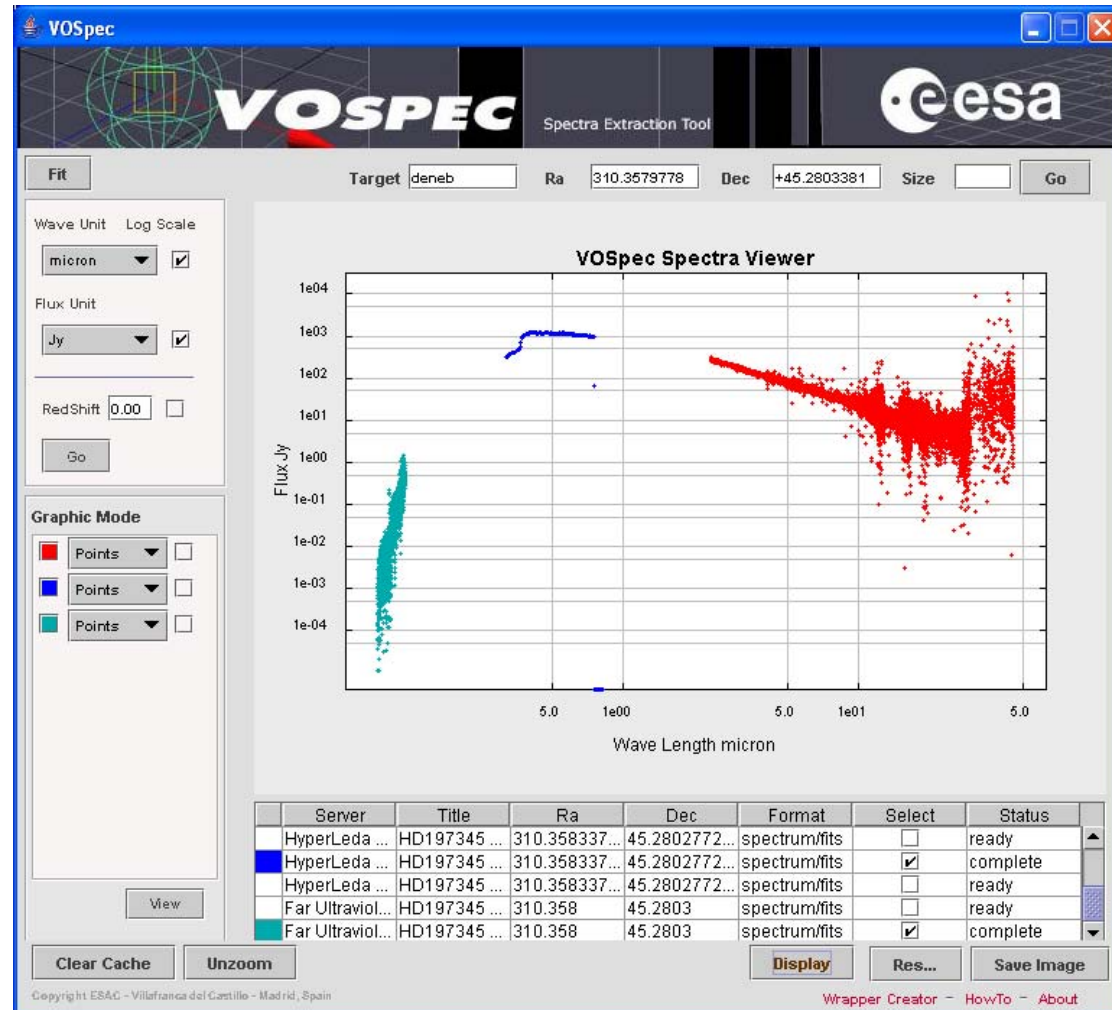 VOSpec
VOSPEC Spectra Extraction Tool esa
Fit Target deneb Ra 310.3579778 Dec +45.2803381 Size Go
Wave Unit Log Scale
micron
Flux Unit
Jy
RedShift 0.00
Go
Graphic Mode
Points
Points
Points
View
VOSpec Spectra Viewer
1e04
1e03
1e02
1e01
1e00
1e-01
1e-02
1e-03
1e-04
Flux Jy
5.0 1e00 5.0 1e01 5.0
Wave Length micron
Server Title Ra Dec Format Select Status
HyperLeda ... HD197345 ... 310.358337... 45.2802772... spectrum/fits ready
HyperLeda ... HD197345 ... 310.358337... 45.2802772... spectrum/fits complete
HyperLeda ... HD197345 ... 310.358337... 45.2802772... spectrum/fits ready
Far Ultraviol... HD197345 ... 310.358 45.2803 spectrum/fits ready
Far Ultraviol... HD197345 ... 310.358 45.2803 spectrum/fits complete
Clear Cache Unzoom Display Res... Save Image
Copyright ESAC - Villafranca del Castillo - Madrid, Spain
Wrapper Creator - HowTo - About